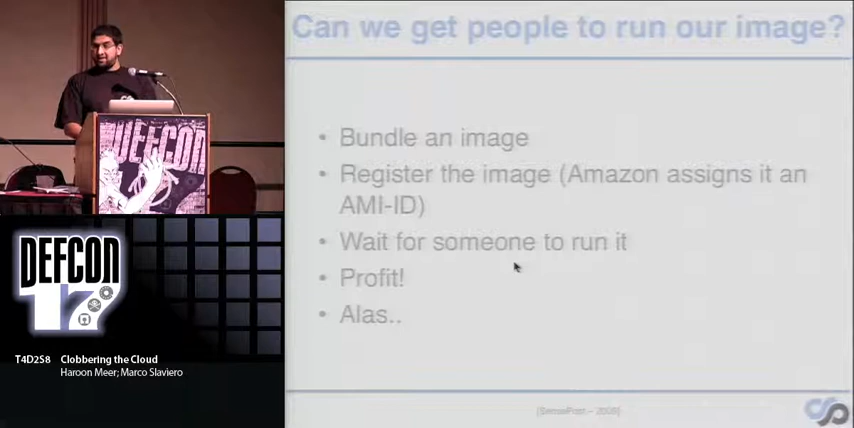 Can we get people to run our image?
• Bundle an image
• Register the image (Amazon assigns it an
AMI-ID)
• Wait for someone to run it
• Profit!
• Alas..
[SensePost – 2009]
DEFCON
DEFCON
17
T4D2S8 Clobbering the Cloud
Haroon Meer; Marco Slaviero